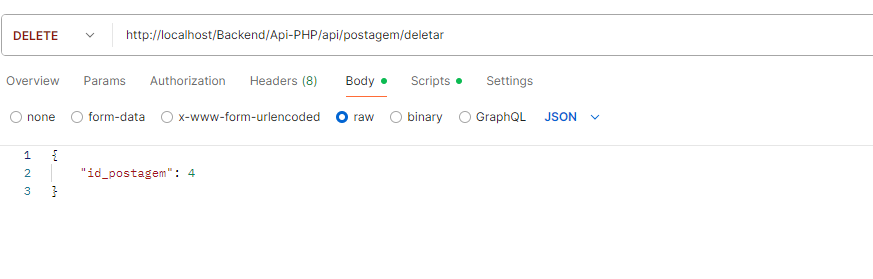 DELETE http://localhost/Backend/Api-PHP/api/postagem/deletar
Overview Params Authorization Headers (8) Body Scripts Settings
none form-data x-www-form-urlencoded raw binary GraphQL JSON
1 {
2 "id_postagem": 4
3 }